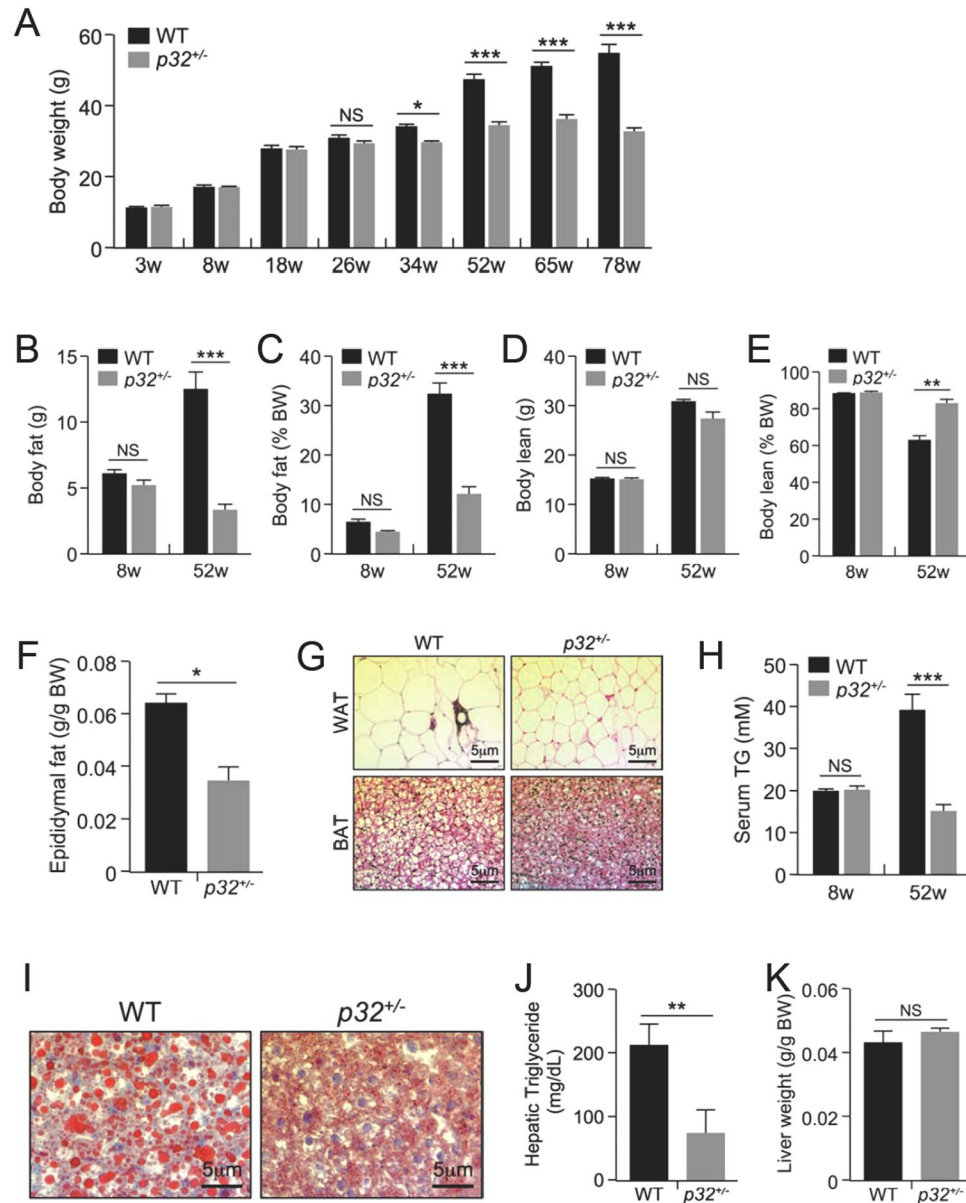 A
WT
p32+/-
Body weight (g)
60
40
20
0
NS
*
***
***
***
3w 8w 18w 26w 34w 52w 65w 78w
B
WT
p32+/-
Body fat (g)
15
10
5
0
NS
***
8w 52w
C
WT
p32+/-
Body fat (% BW)
40
30
20
10
0
NS
***
8w 52w
D
WT
p32+/-
Body lean (g)
40
30
20
10
0
NS
NS
8w 52w
E
WT
p32+/-
Body lean (% BW)
100
80
60
40
20
0
**
8w 52w
F
Epididymal fat (g/g BW)
0.08
0.06
0.04
0.02
0
*
WT p32+/-
G
WT p32+/-
WAT
5μm 5μm
BAT
5μm 5μm
H
WT
p32+/-
Serum TG (mM)
50
40
30
20
10
0
NS
***
8w 52w
I
WT p32+/-
5μm 5μm
J
Hepatic Triglyceride
(mg/dL)
300
200
100
0
**
WT p32+/-
K
Liver weight (g/g BW)
0.06
0.04
0.02
0
NS
WT p32+/-